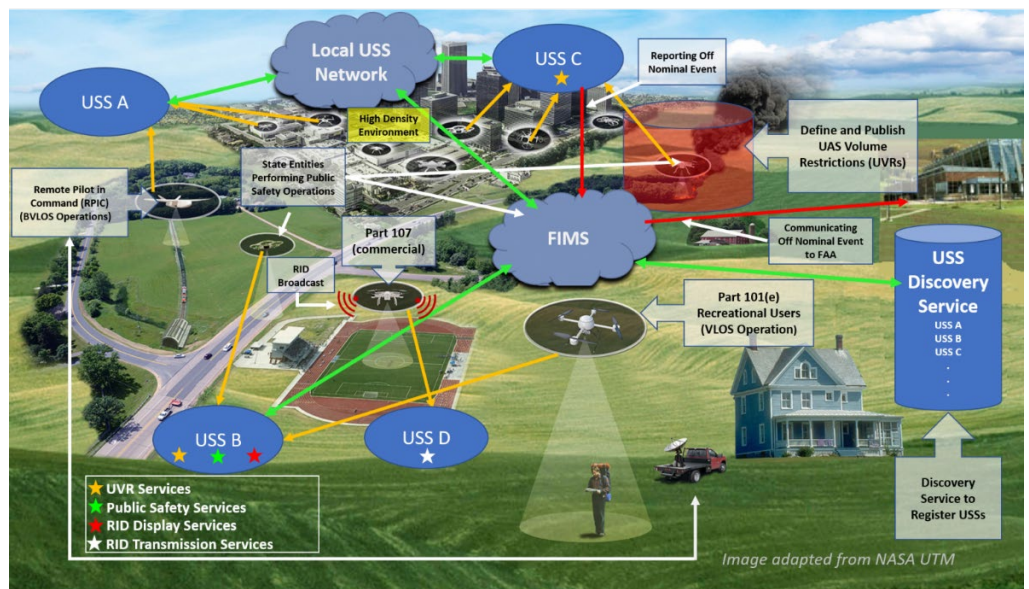 Local USS
Network
USS C
Reporting Off
Nominal Event
USS A
High Density
Environment
Define and Publish
UAS Volume
Restrictions (UVRs)
State Entities
Performing Public
Safety Operations
Remote Pilot in
Command (RPIC)
(BVLOS Operations)
Part 107
(commercial)
FIMS
Communicating
Off Nominal Event
to FAA
RID
Broadcast
USS
Discovery
Service
USS A
USS B
USS C
.
.
.
.
Part 101(e)
Recreational Users
(VLOS Operation)
USS B
USS D
UVR Services
Public Safety Services
RID Display Services
RID Transmission Services
Discovery
Service to
Register USSs
Image adapted from NASA UTM